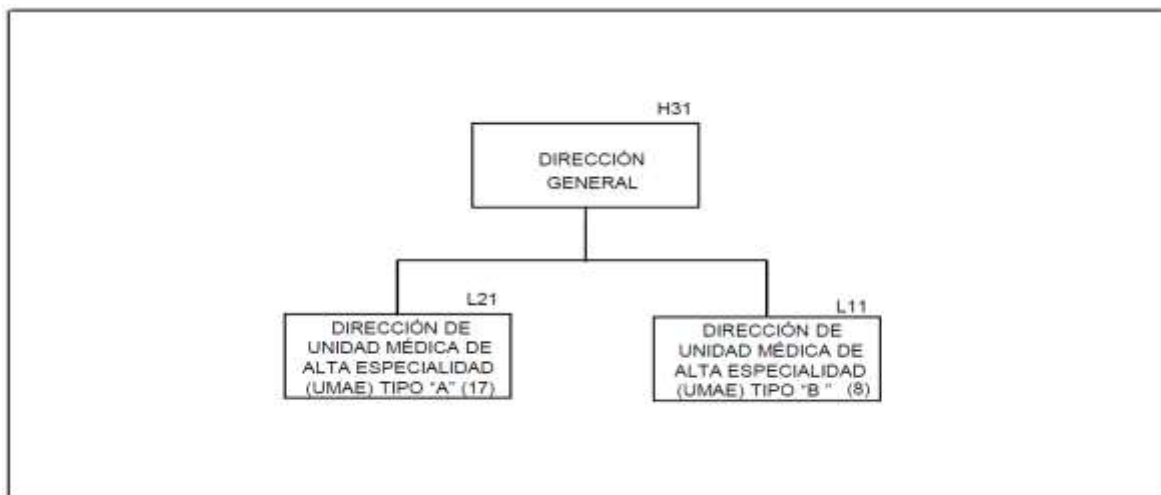 H31
DIRECCIÓN
GENERAL
L21
DIRECCIÓN DE
UNIDAD MÉDICA DE
ALTA ESPECIALIDAD
(UMAE) TIPO “A” (17)
L11
DIRECCIÓN DE
UNIDAD MÉDICA DE
ALTA ESPECIALIDAD
(UMAE) TIPO “B ” (8)